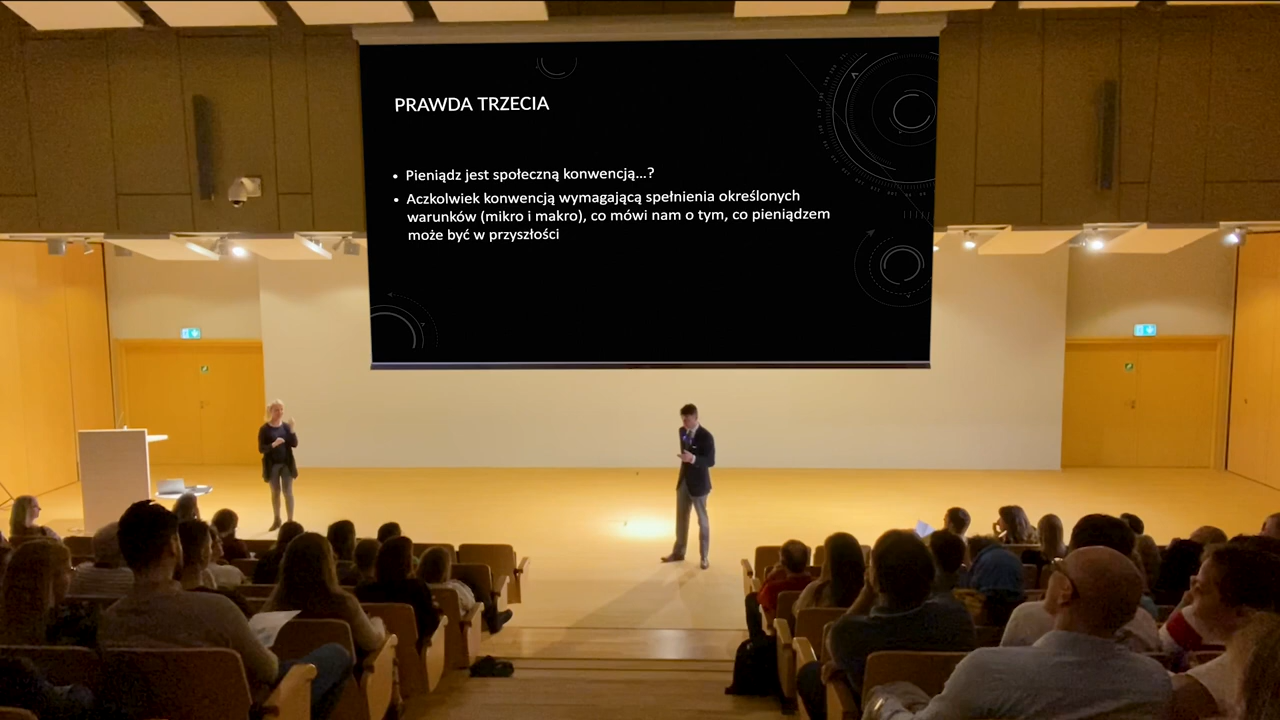 PRAWDA TRZECIA
• Pieniądz jest społeczną konwencją...?
• Aczkolwiek konwencją wymagającą spełnienia określonych
warunków (mikro i makro), co mówi nam o tym, co pieniądzem
może być w przyszłości